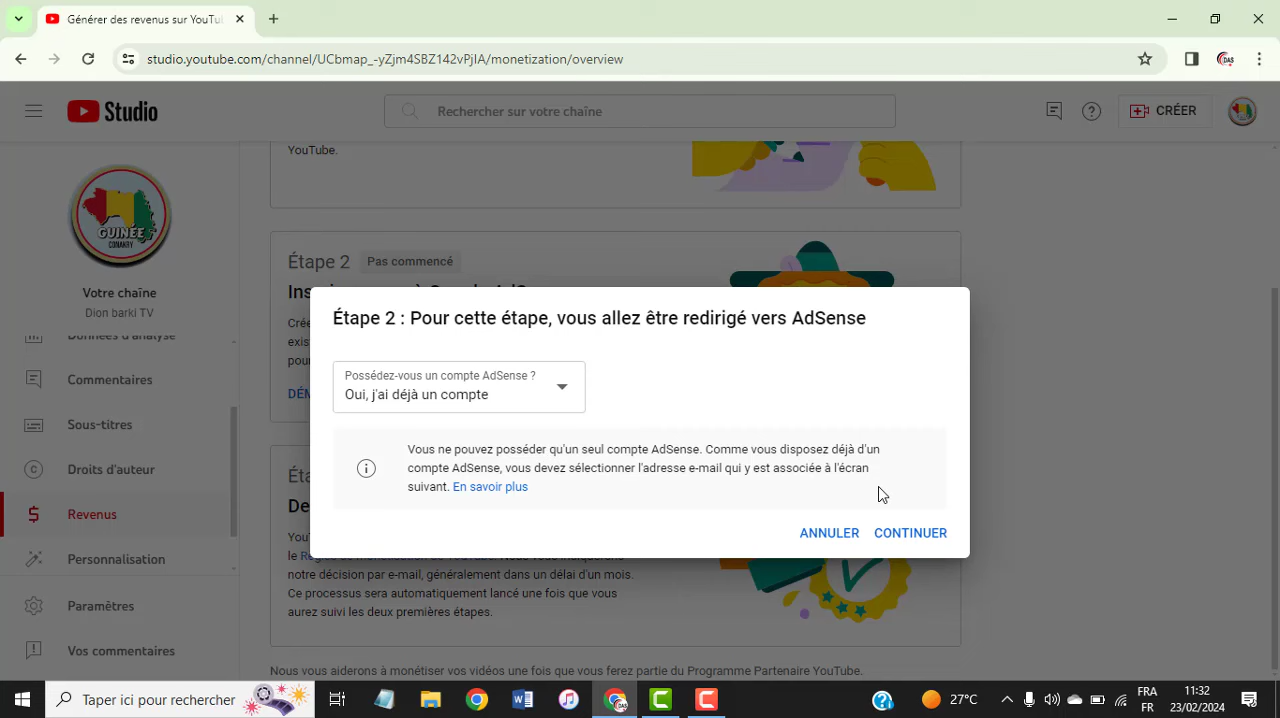 Générer des revenus sur YouTu
studio.youtube.com/channel/UCbmap_-yZjm4SBZ142vPjIA/monetization/overview
Studio
Rechercher sur votre chaîne
CRÉER
YouTube.
GUINÉE
CONAKRY
Votre chaîne
Dion barki TV
Données d'analyse
Commentaires
Sous-titres
Droits d'auteur
Revenus
Personnalisation
Paramètres
Vos commentaires
Étape 2
Pas commencé
Étape 2 : Pour cette étape, vous allez être redirigé vers AdSense
Possédez-vous un compte AdSense ?
Oui, j'ai déjà un compte
Vous ne pouvez posséder qu'un seul compte AdSense. Comme vous disposez déjà d'un
compte AdSense, vous devez sélectionner l'adresse e-mail qui y est associée à l'écran
suivant. En savoir plus
ANNULER
CONTINUER
notre décision par e-mail, généralement dans un délai d'un mois.
Ce processus sera automatiquement lancé une fois que vous
aurez suivi les deux premières étapes.
Nous vous aiderons à monétiser vos vidéos une fois que vous ferez partie du Programme Partenaire YouTube.
Taper ici pour rechercher
27°C
FRA
FR
11:32
23/02/2024